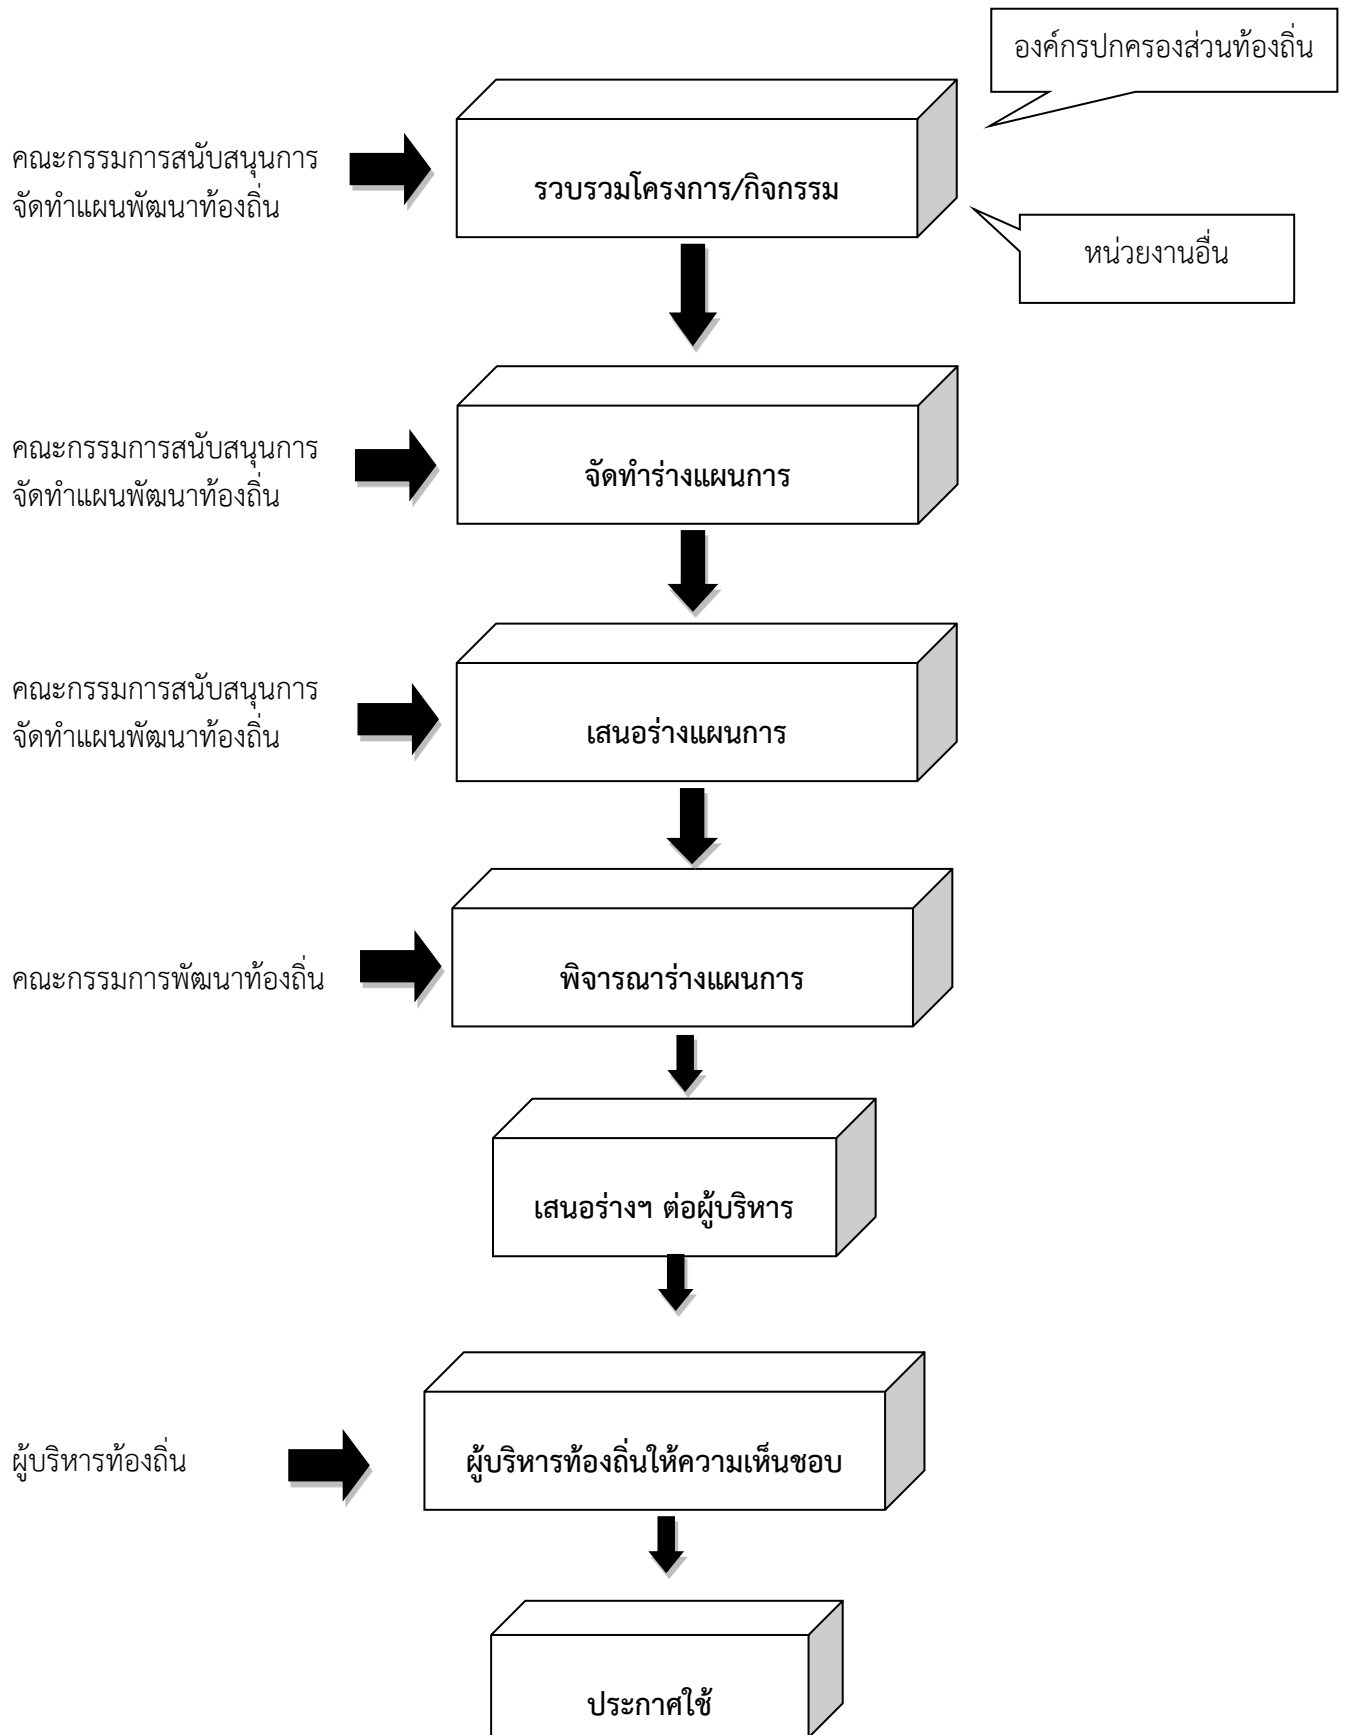 องค์กรปกครองส่วนท้องถิ่น
คณะกรรมการสนับสนุนการ
จัดทำแผนพัฒนาท้องถิ่น
รวบรวมโครงการ/กิจกรรม
หน่วยงานอื่น
คณะกรรมการสนับสนุนการ
จัดทำแผนพัฒนาท้องถิ่น
จัดทำร่างแผนการ
คณะกรรมการสนับสนุนการ
จัดทำแผนพัฒนาท้องถิ่น
เสนอร่างแผนการ
คณะกรรมการพัฒนาท้องถิ่น
พิจารณาร่างแผนการ
เสนอร่างฯ ต่อผู้บริหาร
ผู้บริหารท้องถิ่น
ผู้บริหารท้องถิ่นให้ความเห็นชอบ
ประกาศใช้